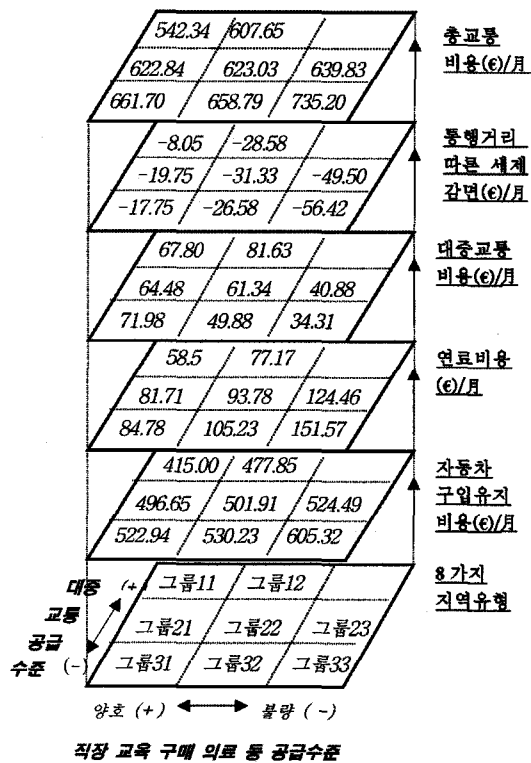 542.34 607.65
622.84 623.03 639.83
661.70 658.79 735.20
총교통
비용(€)/月
-8.05 -28.58
-19.75 -31.33 -49.50
-17.75 -26.58 -56.42
통행거리
따른 세제
감면(€)/月
67.80 81.63
64.48 61.34 40.88
71.98 49.88 34.31
대중교통
비용(€)/月
58.5 77.17
81.71 93.78 124.46
84.78 105.23 151.57
연료비용
(€)/月
415.00 477.85
496.65 501.91 524.49
522.94 530.23 605.32
자동차
구입유지
비용(€)/月
그룹11 그룹12
그룹21 그룹22 그룹23
그룹31 그룹32 그룹33
8가지
지역유형
대중 (+)
교통
공급
수준 (-)
양호 (+) 불량 (-)
직장 교육 구매 의료 등 공급수준